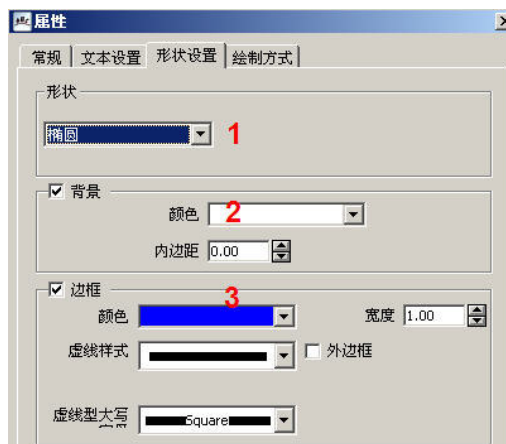 属性
常规 文本设置 形状设置 绘制方式
形状
椭圆 1
背景
颜色 2
内边距 0.00
边框 3
颜色 宽度 1.00
虚线样式 外边框
虚线型大写 Square